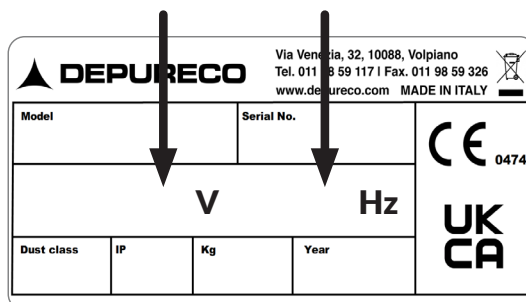 DEPURECO
Via Venezia, 32, 10088, Volpiano
Tel. 011 98 59 117 I Fax. 011 98 59 326
www.depureco.com MADE IN ITALY
Model
Serial No.
CE 0474
V
Hz
UK
CA
Dust class
IP
Kg
Year